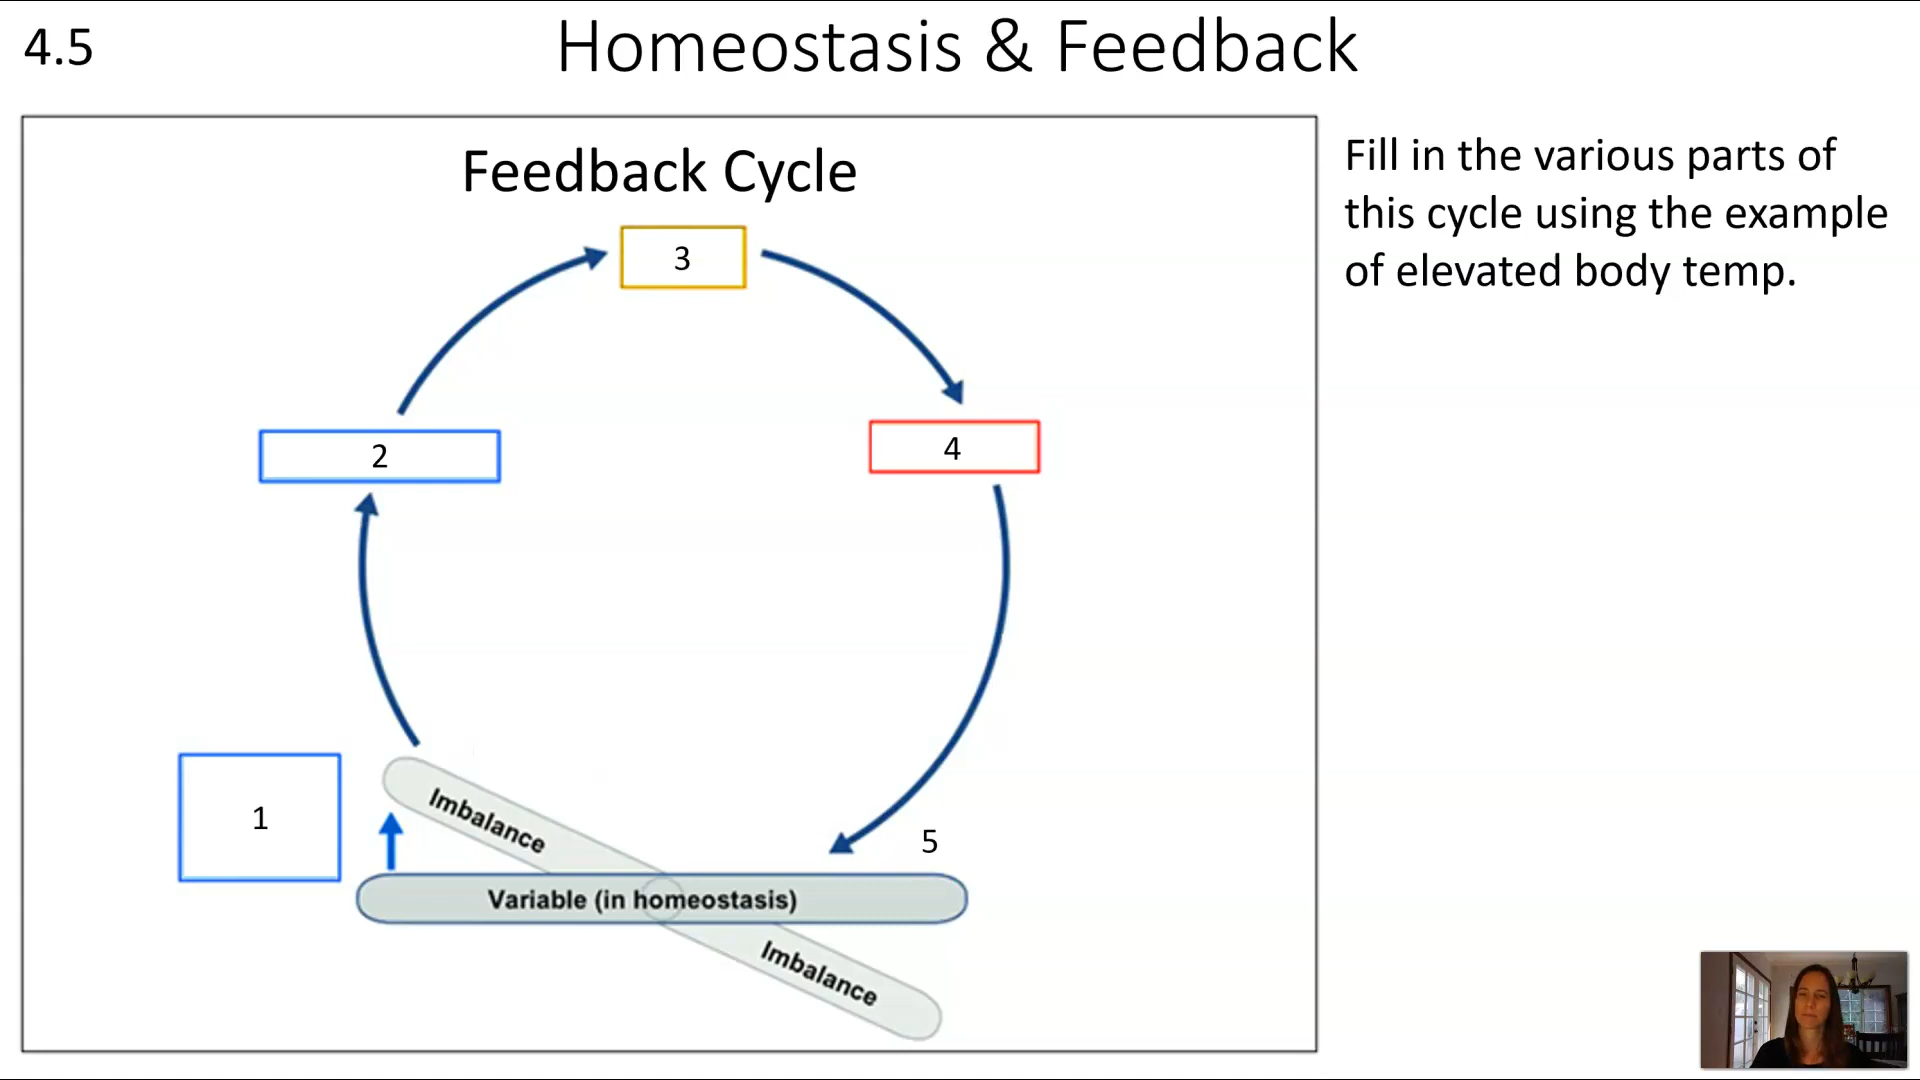 4.5
Homeostasis & Feedback
Feedback Cycle
Fill in the various parts of
this cycle using the example
of elevated body temp.
3
2
4
1
Imbalance
5
Variable (in homeostasis)
Imbalance